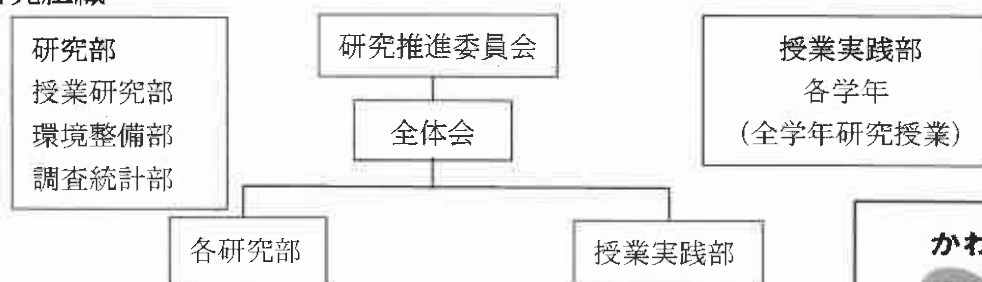 研究部
授業研究部
環境整備部
調査統計部
研究推進委員会
全体会
各研究部
授業実践部
授業実践部
各学年
(全学年研究授業)
かわ